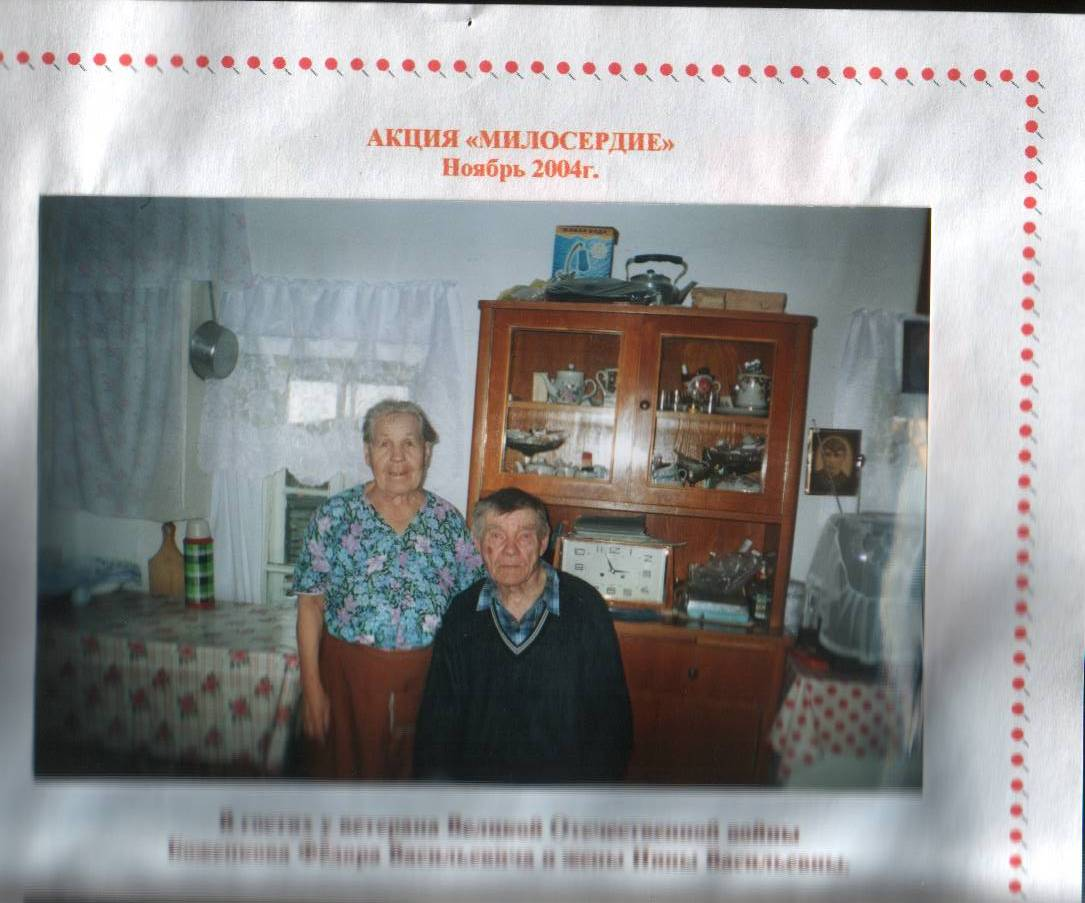 АКЦИЯ «МИЛОСЕРДИЕ»
Ноябрь 2004г.
В гостях у ветерана Великой Отечественной войны
Фёдора Васильевича и жены Нины Васильевны.